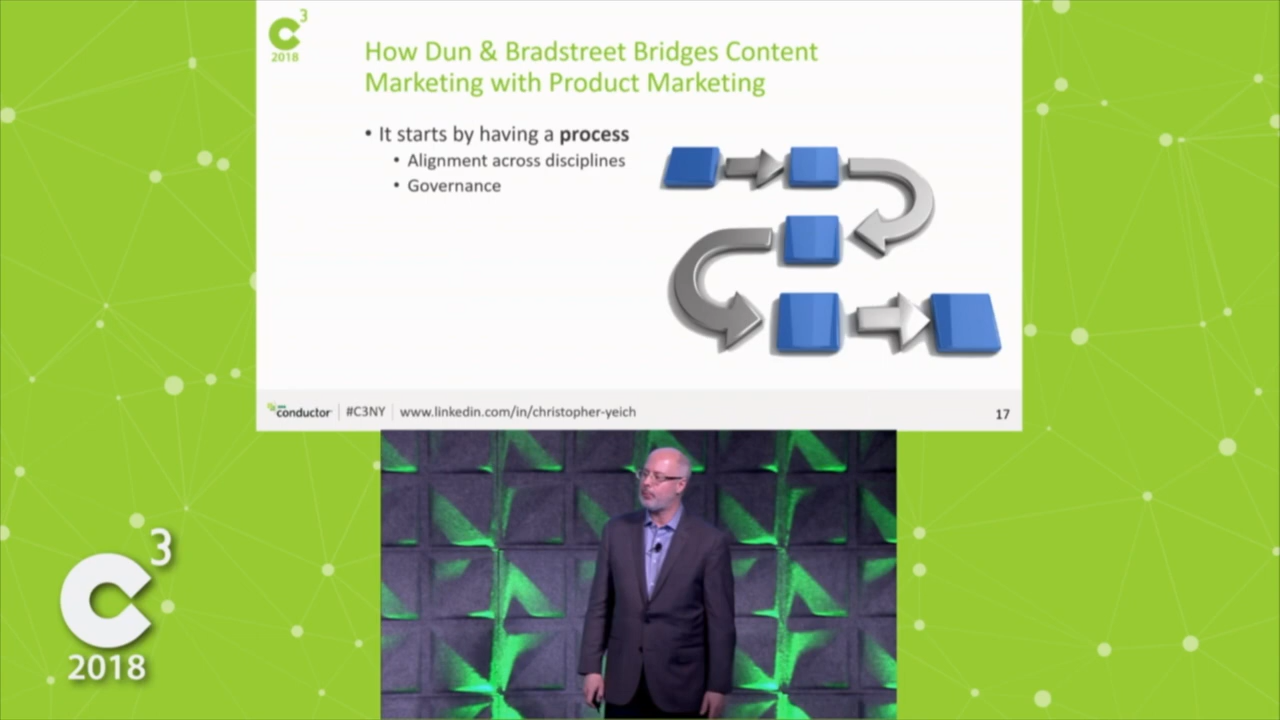 C3
2018
How Dun & Bradstreet Bridges Content
Marketing with Product Marketing
• It starts by having a process
• Alignment across disciplines
• Governance
conductor
#C3NY
www.linkedin.com/in/christopher-yeich
17
C3
2018